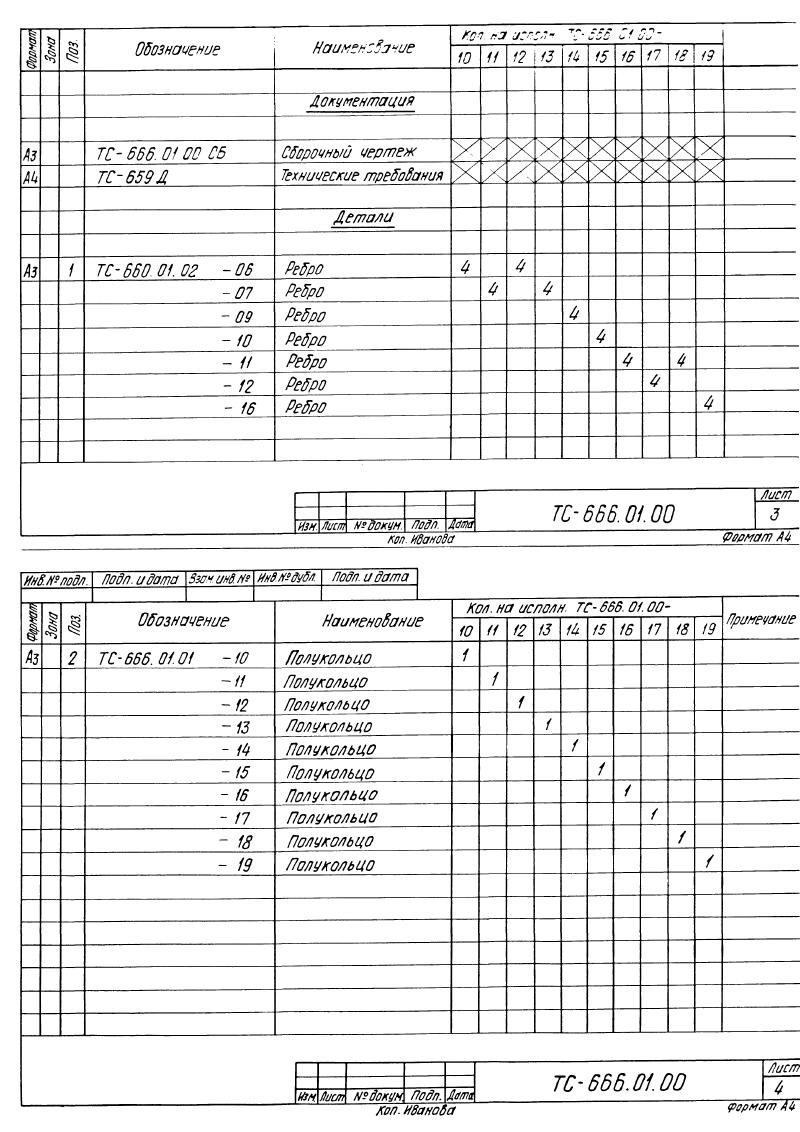 Формат Зона Поз. Обозначение Наименование Кол. на исполн. ТС-666.01.00-
10 11 12 13 14 15 16 17 18 19
Документация
А3 ТС-666.01.00 СБ Сборочный чертеж
А4 ТС-659 Д Технические требования
Детали
А3 1 ТС-660.01.02 -06 Ребро 4 4
-07 Ребро 4 4
-09 Ребро 4
-10 Ребро 4
-11 Ребро 4 4
-12 Ребро 4
-16 Ребро 4
ТС-666.01.00 Лист
3
Изм. Лист № докум. Подп. Дата
Коп. Иванова Формат А4
Инв. № подл. Подп. и дата Взам инв. № Инв. № дубл. Подп. и дата
Формат Зона Поз. Обозначение Наименование Кол. на исполн. ТС-666.01.00- Примечание
10 11 12 13 14 15 16 17 18 19
А3 2 ТС-666.01.01 -10 Полукольцо 1
-11 Полукольцо 1
-12 Полукольцо 1
-13 Полукольцо 1
-14 Полукольцо 1
-15 Полукольцо 1
-16 Полукольцо 1
-17 Полукольцо 1
-18 Полукольцо 1
-19 Полукольцо 1
ТС-666.01.00 Лист
4
Изм. Лист № докум. Подп. Дата
Коп. Иванова Формат А4